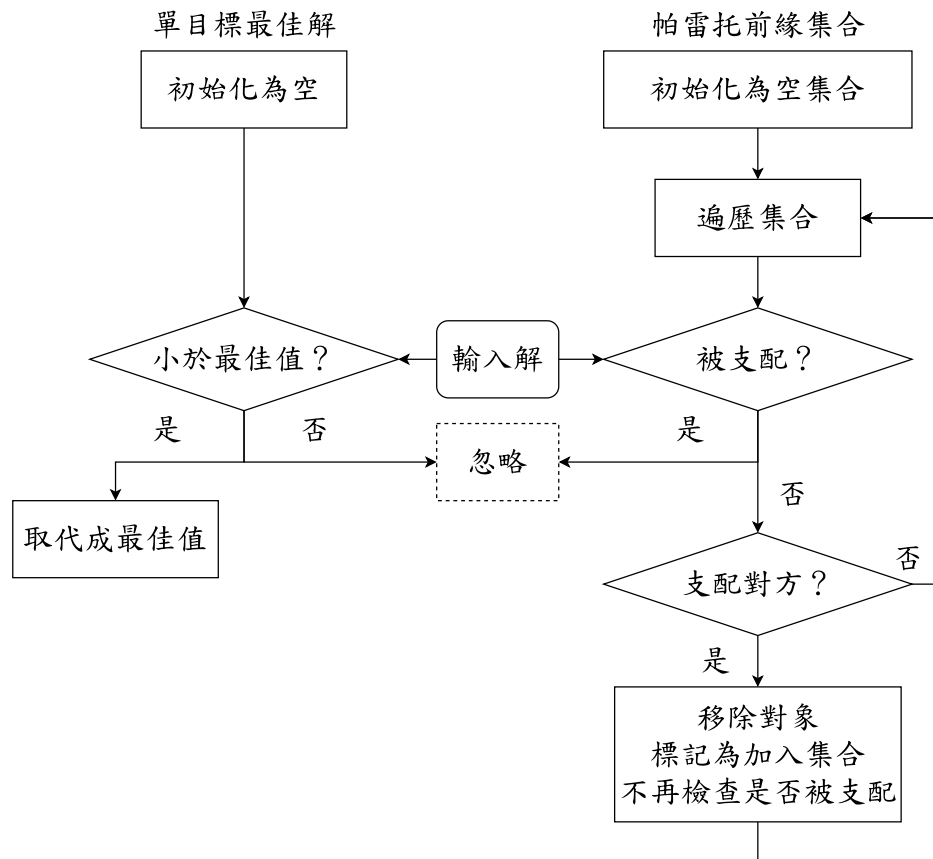 單目標最佳解
帕雷托前緣集合
初始化為空
初始化為空集合
遍歷集合
小於最佳值？
輸入解
被支配？
是
否
忽略
是
否
取代成最佳值
支配對方？
否
是
移除對象
標記為加入集合
不再檢查是否被支配